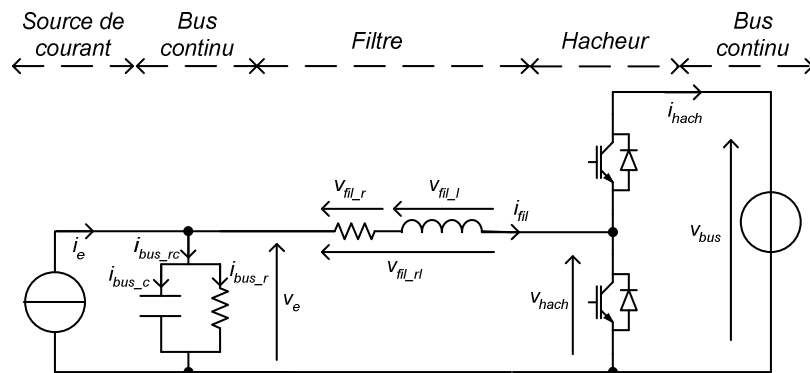 Source de courant
Bus continu
Filtre
Hacheur
Bus continu
i_hach
v_fil_r
v_fil_l
i_fil
i_e
i_bus_rc
v_fil_rl
v_bus
i_bus_c
i_bus_r
v_e
v_hach